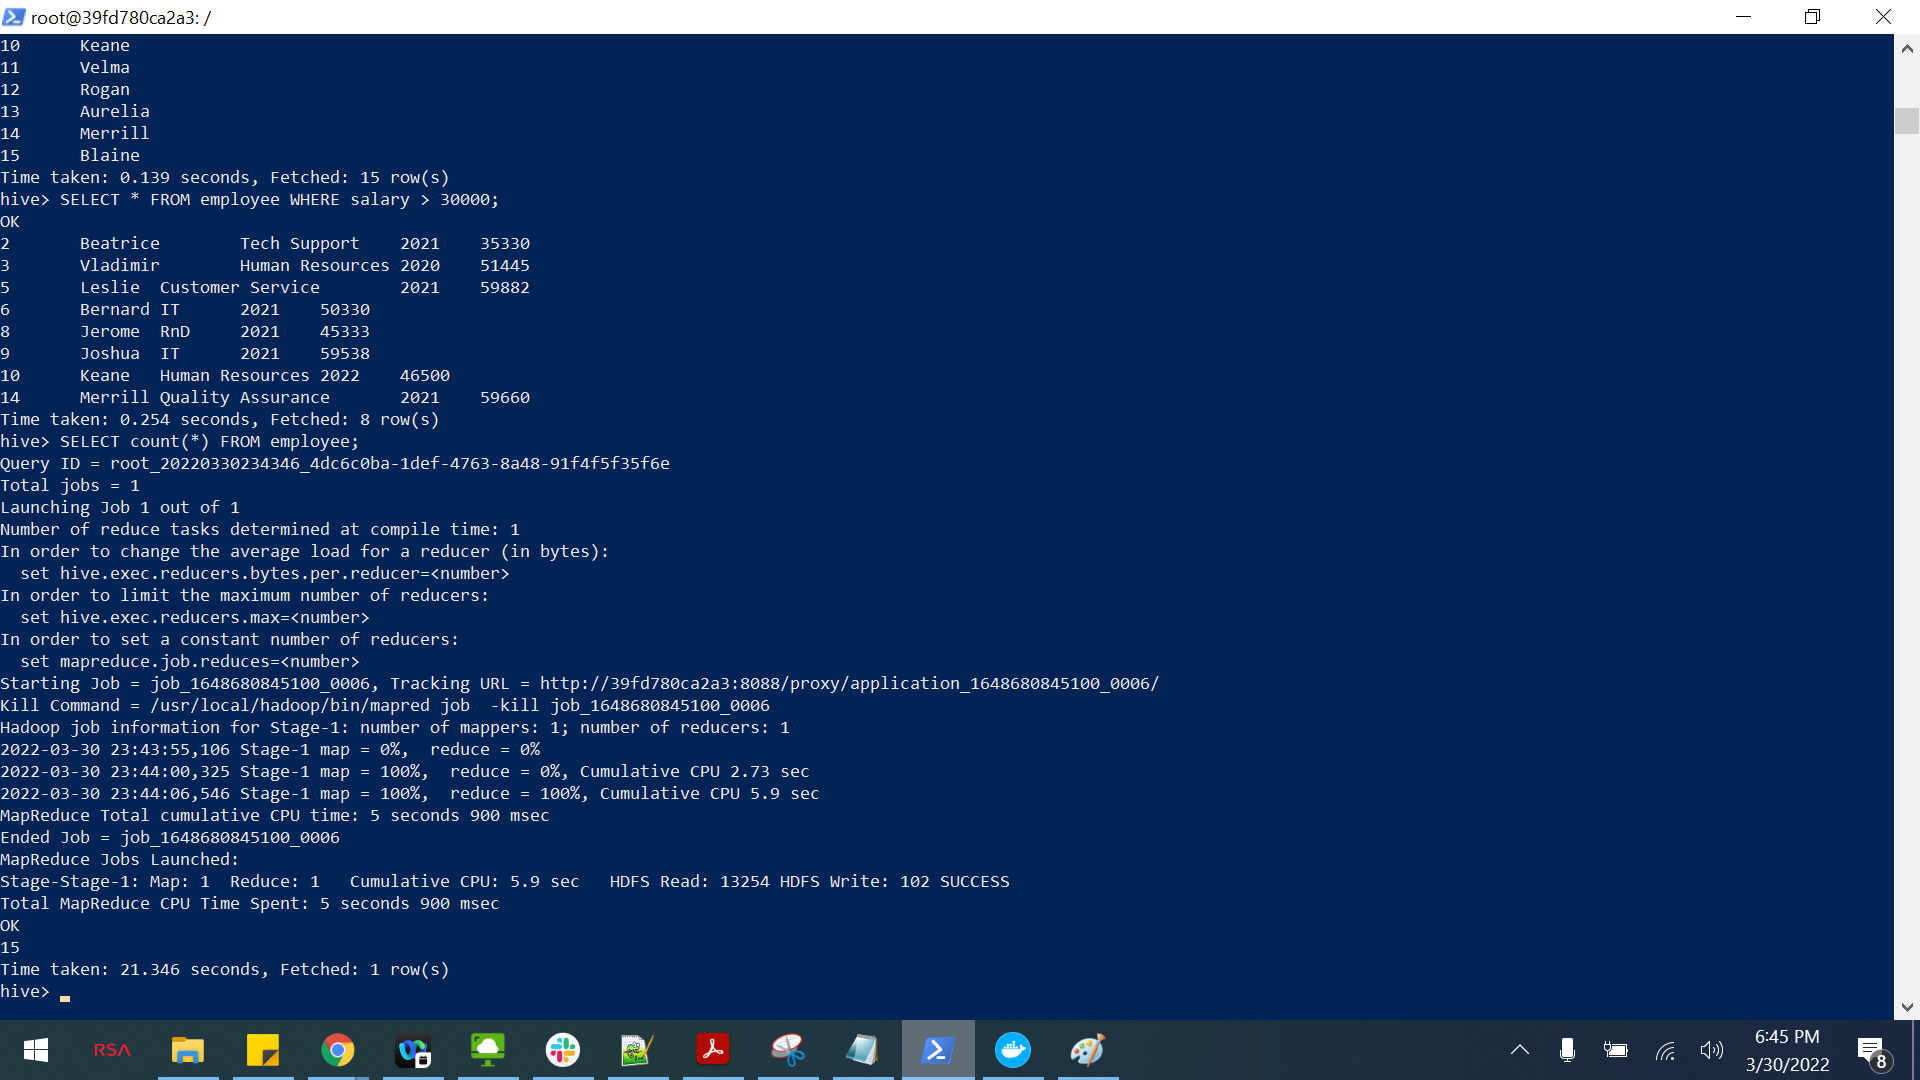 root@39fd780ca2a3: /
10      Keane
11      Velma
12      Rogan
13      Aurelia
14      Merrill
15      Blaine
Time taken: 0.139 seconds, Fetched: 15 row(s)
hive> SELECT * FROM employee WHERE salary > 30000;
OK
2       Beatrice        Tech Support    2021    35330
3       Vladimir        Human Resources 2020    51445
5       Leslie  Customer Service        2021    59882
6       Bernard IT      2021    50330
8       Jerome  RnD     2021    45333
9       Joshua  IT      2021    59538
10      Keane   Human Resources 2022    46500
14      Merrill Quality Assurance       2021    59660
Time taken: 0.254 seconds, Fetched: 8 row(s)
hive> SELECT count(*) FROM employee;
Query ID = root_20220330234346_4dc6c0ba-1def-4763-8a48-91f4f5f35f6e
Total jobs = 1
Launching Job 1 out of 1
Number of reduce tasks determined at compile time: 1
In order to change the average load for a reducer (in bytes):
  set hive.exec.reducers.bytes.per.reducer=<number>
In order to limit the maximum number of reducers:
  set hive.exec.reducers.max=<number>
In order to set a constant number of reducers:
  set mapreduce.job.reduces=<number>
Starting Job = job_1648680845100_0006, Tracking URL = http://39fd780ca2a3:8088/proxy/application_1648680845100_0006/
Kill Command = /usr/local/hadoop/bin/mapred job  -kill job_1648680845100_0006
Hadoop job information for Stage-1: number of mappers: 1; number of reducers: 1
2022-03-30 23:43:55,106 Stage-1 map = 0%,  reduce = 0%
2022-03-30 23:44:00,325 Stage-1 map = 100%,  reduce = 0%, Cumulative CPU 2.73 sec
2022-03-30 23:44:06,546 Stage-1 map = 100%,  reduce = 100%, Cumulative CPU 5.9 sec
MapReduce Total cumulative CPU time: 5 seconds 900 msec
Ended Job = job_1648680845100_0006
MapReduce Jobs Launched:
Stage-Stage-1: Map: 1  Reduce: 1   Cumulative CPU: 5.9 sec   HDFS Read: 13254 HDFS Write: 102 SUCCESS
Total MapReduce CPU Time Spent: 5 seconds 900 msec
OK
15
Time taken: 21.346 seconds, Fetched: 1 row(s)
hive>
RSA
6:45 PM
3/30/2022
8